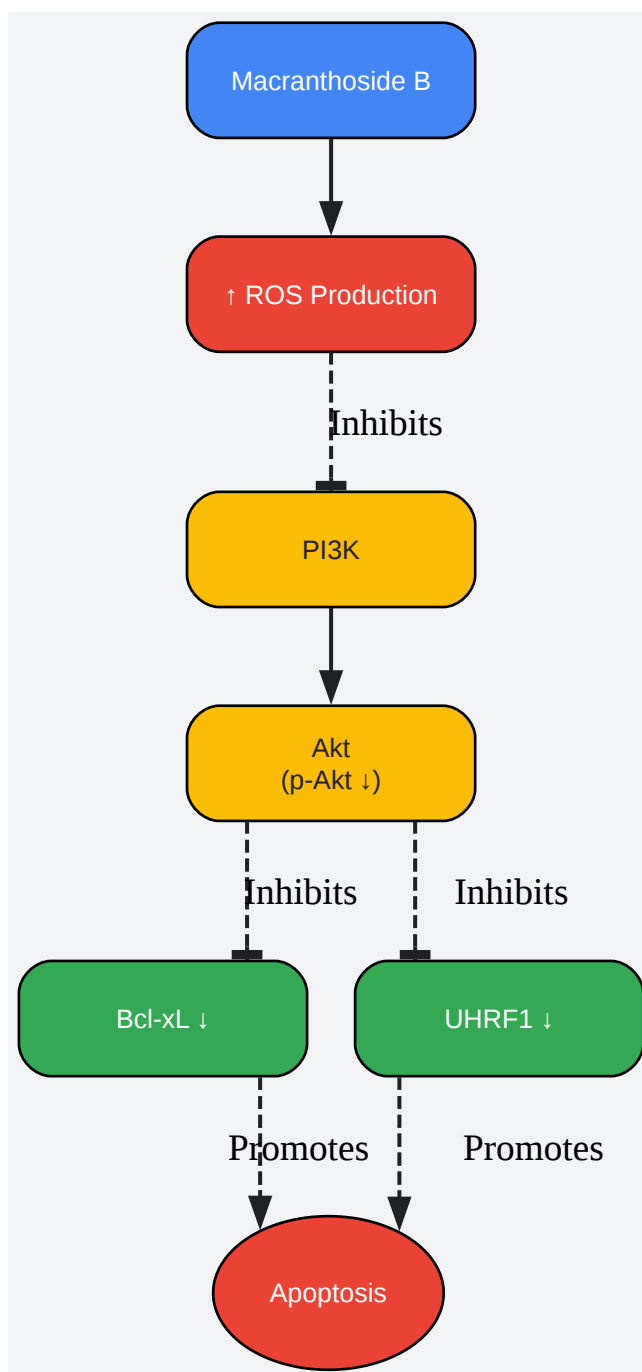 Macranthoside B
↑ ROS Production
Inhibits
PI3K
Akt
(p-Akt ↓)
Inhibits
Inhibits
Bcl-xL ↓
UHRF1 ↓
Promotes
Promotes
Apoptosis